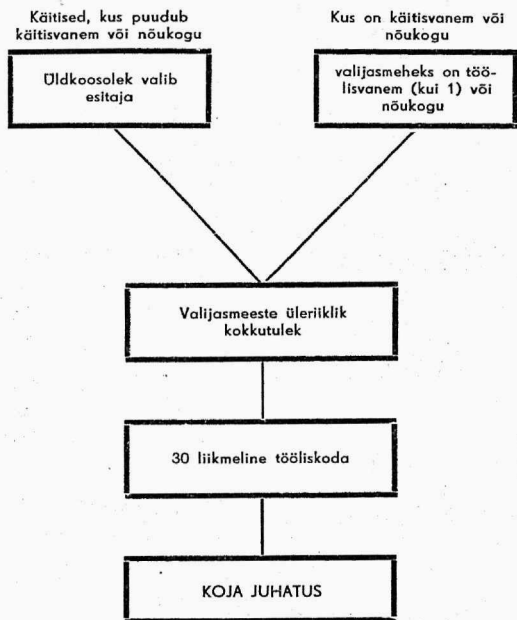 Käitised, kus puudub
käitisvanem või nõukogu
Üldkoosolek valib
esitaja
Kus on käitisvanem või
nõukogu
valijasmeheks on töö-
lisvanem (kui 1) või
nõukogu
Valijasmeeste üleriiklik
kokkutulek
30 liikmeline tööliskoda
KOJA JUHATUS